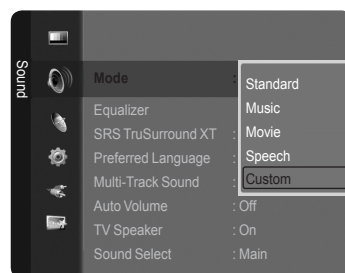 Sound
Mode :
Standard
Music
Movie
Speech
Custom
Equalizer
SRS TruSurround XT :
Preferred Language :
Multi-Track Sound :
Auto Volume : Off
TV Speaker : On
Sound Select : Main